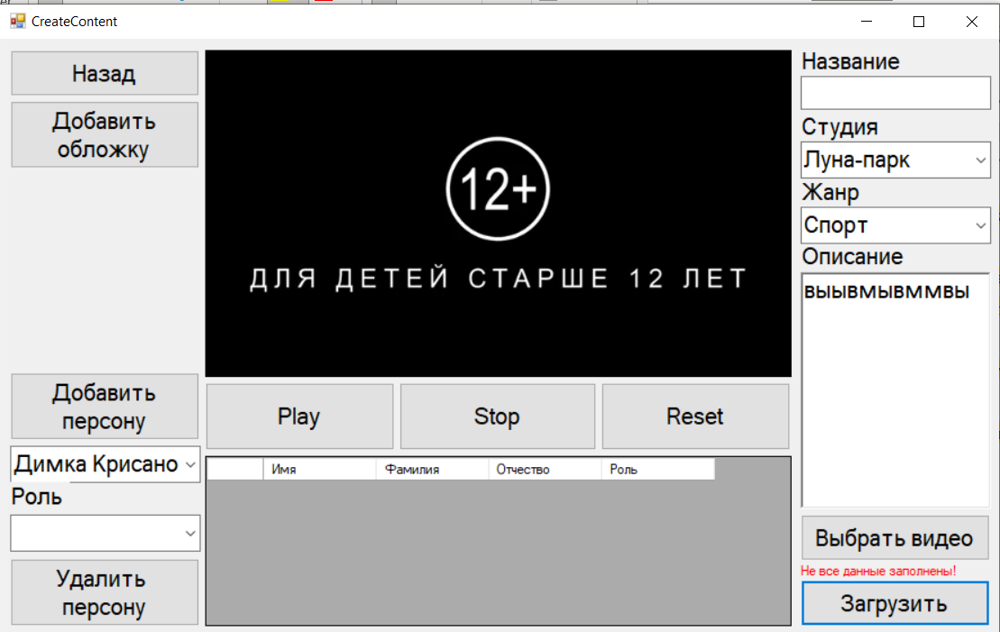 CreateContent
Назад
Добавить
обложку
12+
ДЛЯ ДЕТЕЙ СТАРШЕ 12 ЛЕТ
Название
Студия
Луна-парк
Жанр
Спорт
Описание
выывмывммвы
Добавить
персону
Димка Крисано
Роль
Удалить
персону
Play
Stop
Reset
Имя
Фамилия
Отчество
Роль
Выбрать видео
Не все данные заполнены!
Загрузить